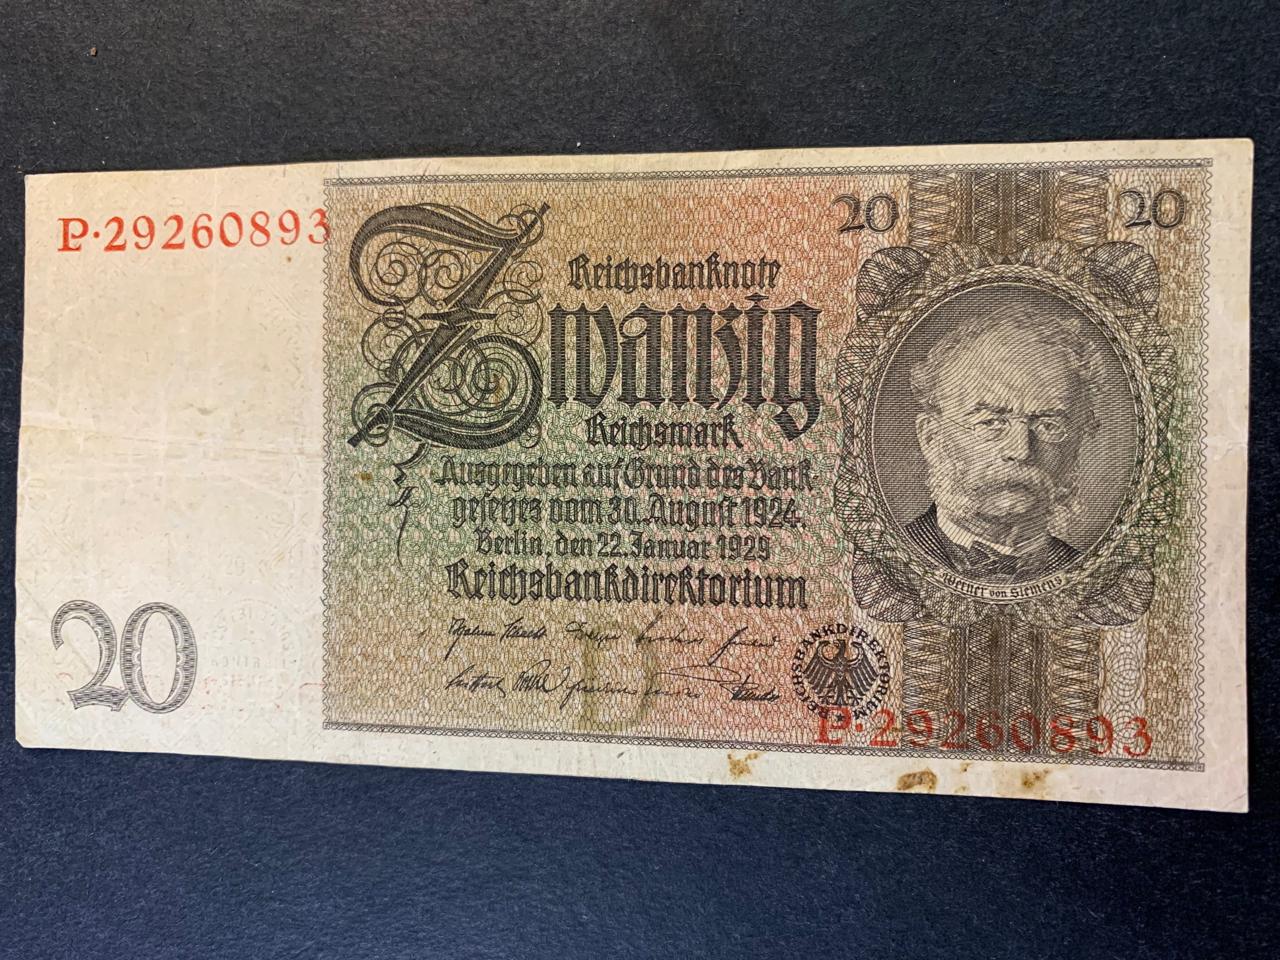 P·29260893
20
20
Reichsbanknote
Zwanzig
Reichsmark
Ausgegeben auf Grund des Bank-
gesetzes vom 30. August 1924.
Berlin, den 22. Januar 1929
Reichsbankdirektorium
Werner von Siemens
REICHSBANKDIREKTORIUM
20
P·29260893